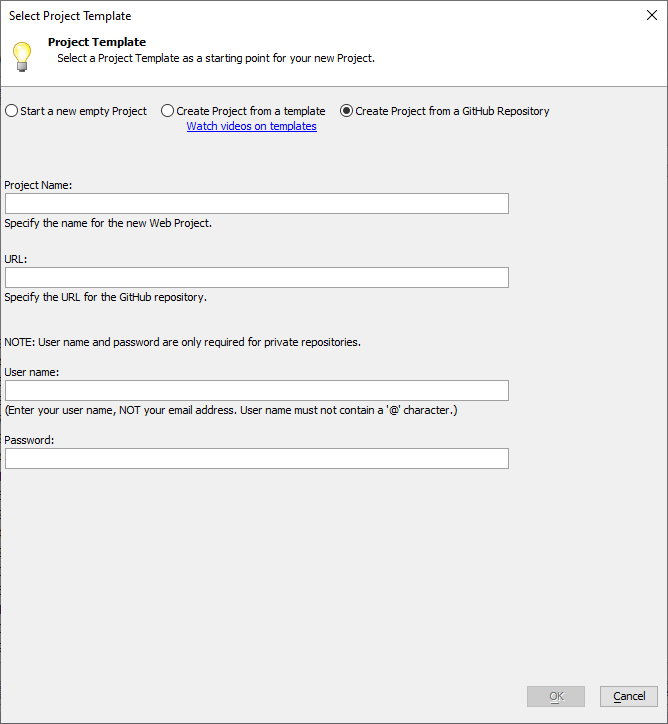 Select Project Template
Project Template
Select a Project Template as a starting point for your new Project.
Start a new empty Project
Create Project from a template
Create Project from a GitHub Repository
Watch videos on templates
Project Name:
Specify the name for the new Web Project.
URL:
Specify the URL for the GitHub repository.
NOTE: User name and password are only required for private repositories.
User name:
(Enter your user name, NOT your email address. User name must not contain a '@' character.)
Password:
OK
Cancel